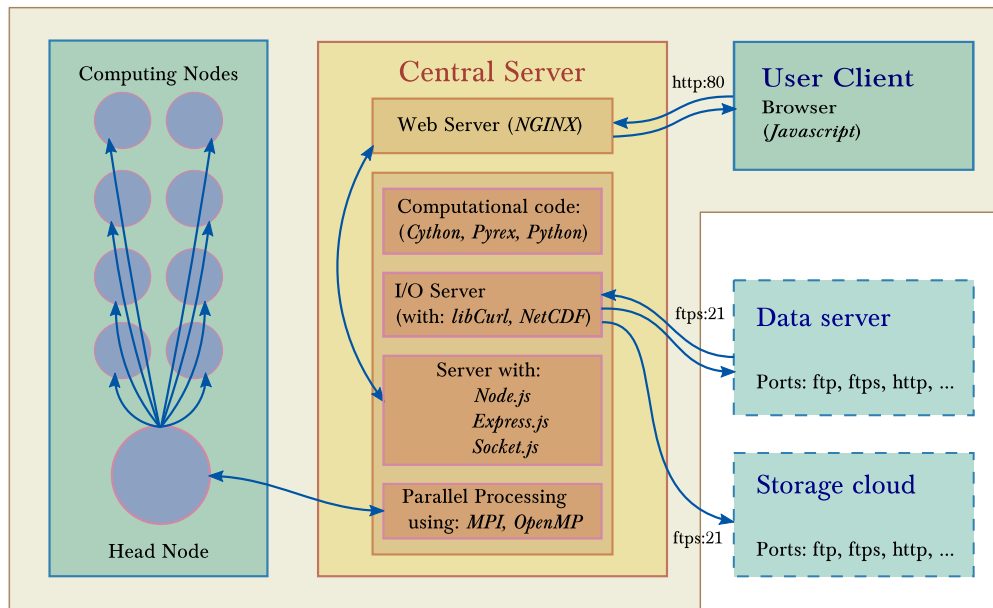 Computing Nodes
Head Node
Central Server
Web Server (NGINX)
Computational code:
(Cython, Pyrex, Python)
I/O Server
(with: libCurl, NetCDF)
Server with:
Node.js
Express.js
Socket.js
Parallel Processing
using: MPI, OpenMP
http:80
User Client
Browser
(Javascript)
ftps:21
Data server
Ports: ftp, ftps, http, ...
Storage cloud
ftps:21
Ports: ftp, ftps, http, ...